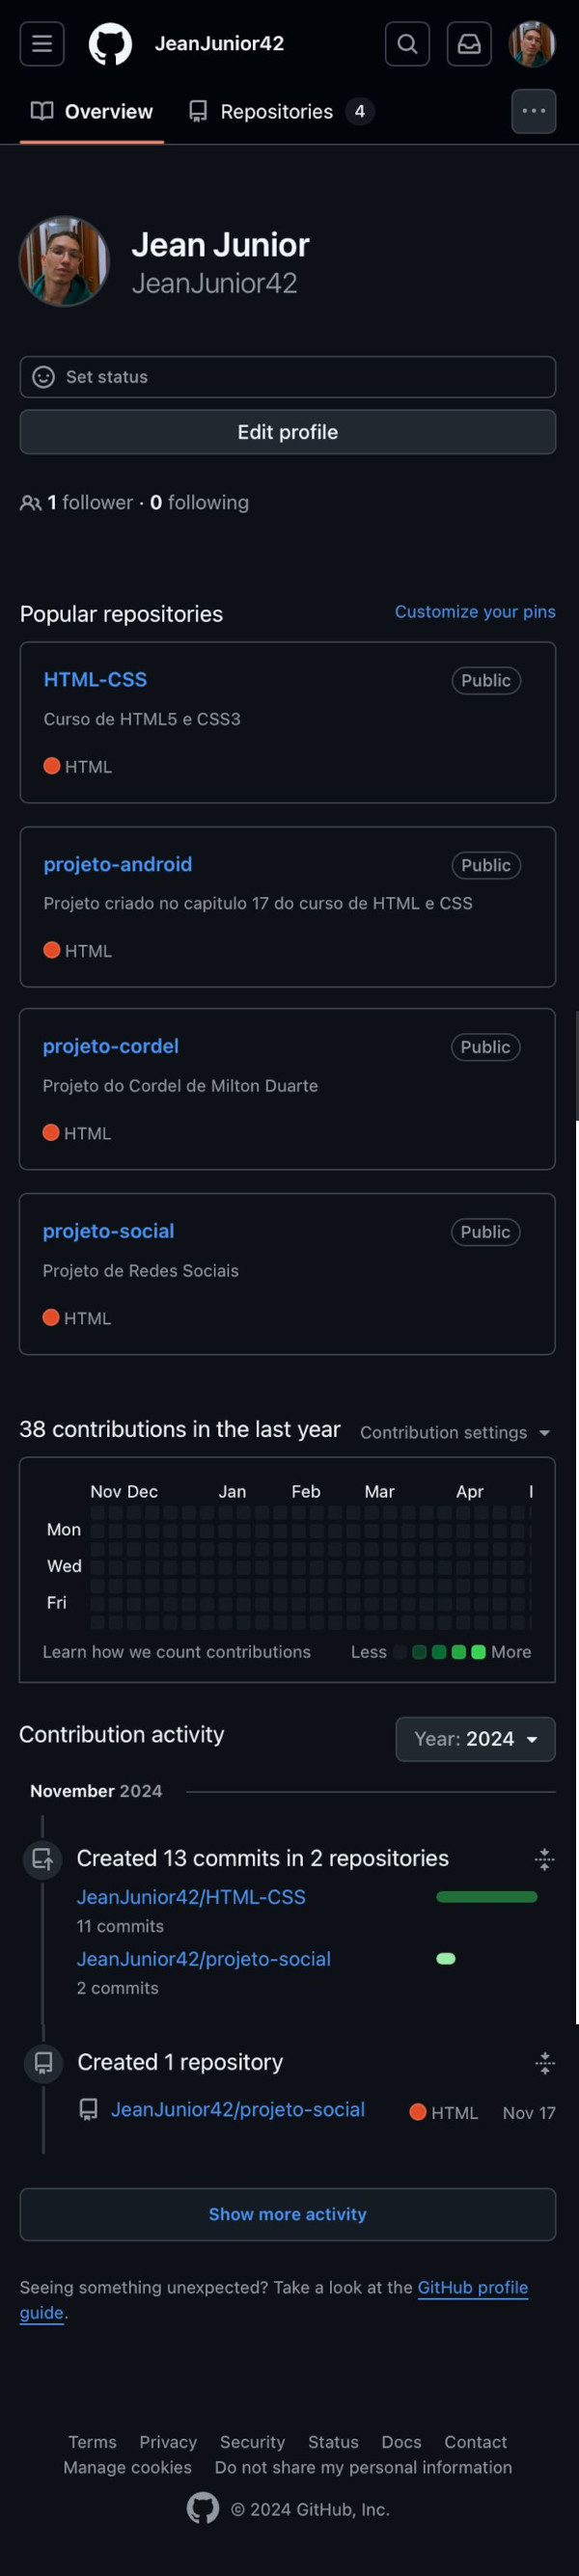 JeanJunior42
Overview Repositories 4
Jean Junior
JeanJunior42
Set status
Edit profile
1 follower · 0 following
Popular repositories Customize your pins
HTML-CSS Public
Curso de HTML5 e CSS3
HTML
projeto-android Public
Projeto criado no capitulo 17 do curso de HTML e CSS
HTML
projeto-cordel Public
Projeto do Cordel de Milton Duarte
HTML
projeto-social Public
Projeto de Redes Sociais
HTML
38 contributions in the last year Contribution settings
Nov Dec Jan Feb Mar Apr
Mon
Wed
Fri
Learn how we count contributions Less More
Contribution activity Year: 2024
November 2024
Created 13 commits in 2 repositories
JeanJunior42/HTML-CSS
11 commits
JeanJunior42/projeto-social
2 commits
Created 1 repository
JeanJunior42/projeto-social HTML Nov 17
Show more activity
Seeing something unexpected? Take a look at the GitHub profile
guide.
Terms Privacy Security Status Docs Contact
Manage cookies Do not share my personal information
© 2024 GitHub, Inc.